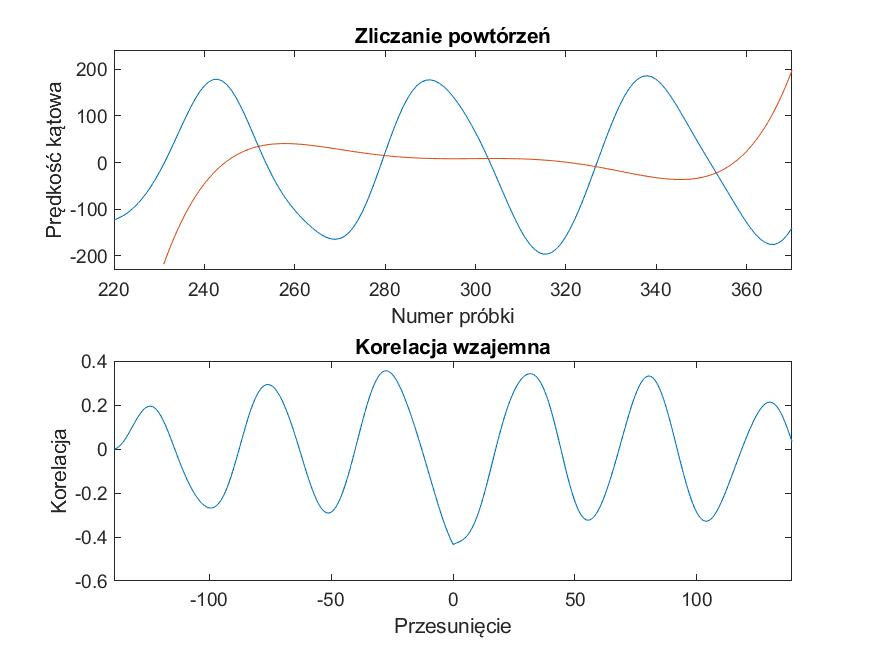 Zliczanie powtórzeń
Prędkość kątowa
200
100
0
-100
-200
220 240 260 280 300 320 340 360
Numer próbki
Korelacja wzajemna
Korelacja
0.4
0.2
0
-0.2
-0.4
-0.6
-100 -50 0 50 100
Przesunięcie